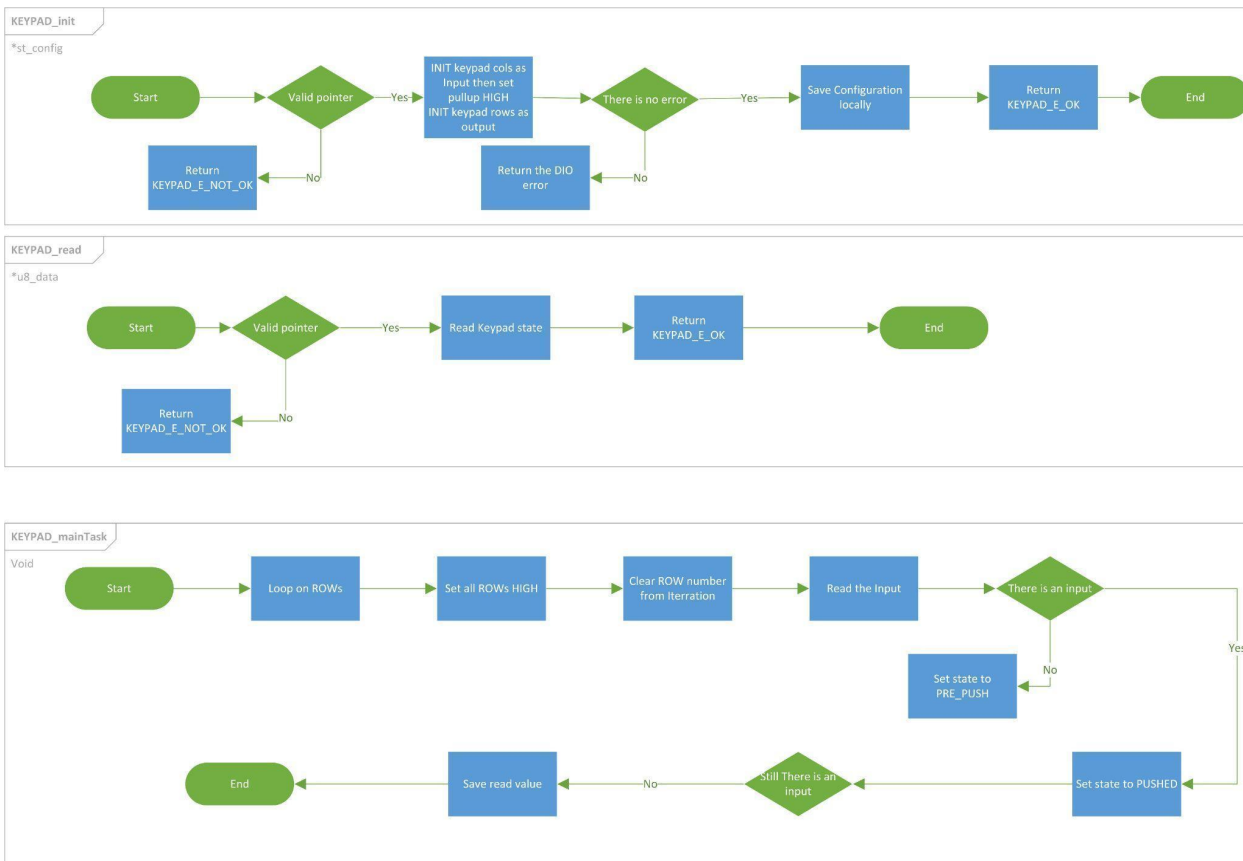 KEYPAD_init
*st_config
Start
Valid pointer
Yes
INIT keypad cols as
Input then set
pullup HIGH
INIT keypad rows as
output
There is no error
Yes
Save Configuration
locally
Return
KEYPAD_E_OK
End
Return
KEYPAD_E_NOT_OK
No
Return the DIO
error
No
KEYPAD_read
*u8_data
Start
Valid pointer
Yes
Read Keypad state
Return
KEYPAD_E_OK
End
Return
KEYPAD_E_NOT_OK
No
KEYPAD_mainTask
Void
Start
Loop on ROWs
Set all ROWs HIGH
Clear ROW number
from Iterration
Read the Input
There is an input
Yes
No
Set state to
PRE_PUSH
Set state to PUSHED
Still There is an
input
No
Save read value
End